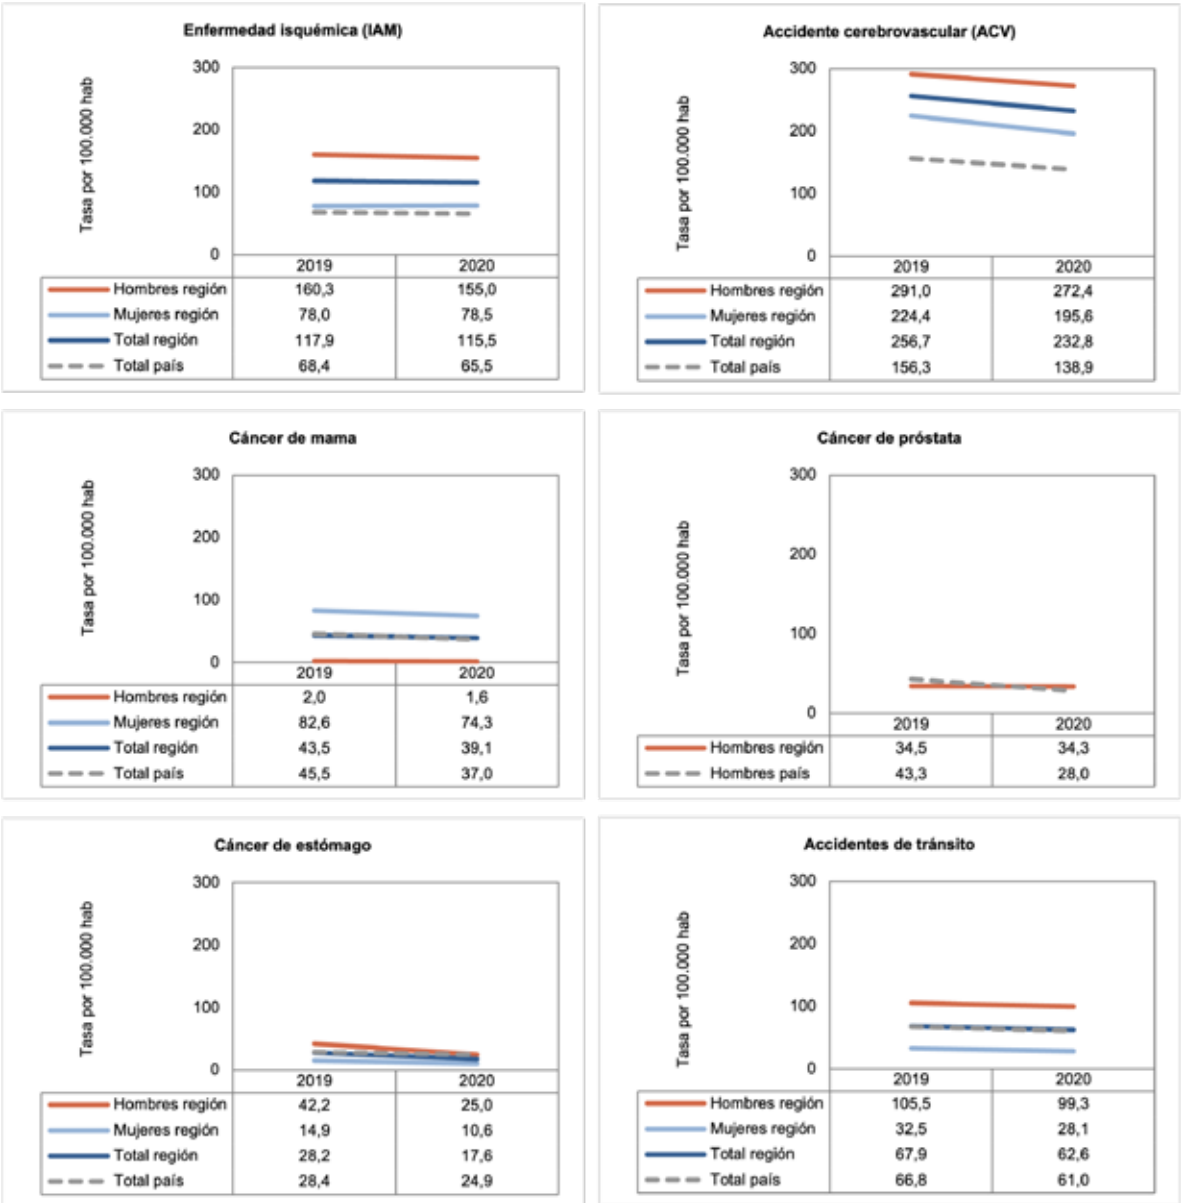 Enfermedad isquémica (IAM)
Tasa por 100.000 hab
300
200
100
0
2019 2020
Hombres región 160,3 155,0
Mujeres región 78,0 78,5
Total región 117,9 115,5
Total país 68,4 65,5
Accidente cerebrovascular (ACV)
Tasa por 100.000 hab
300
200
100
0
2019 2020
Hombres región 291,0 272,4
Mujeres región 224,4 195,6
Total región 256,7 232,8
Total país 156,3 138,9
Cáncer de mama
Tasa por 100.000 hab
300
200
100
0
2019 2020
Hombres región 2,0 1,6
Mujeres región 82,6 74,3
Total región 43,5 39,1
Total país 45,5 37,0
Cáncer de próstata
Tasa por 100.000 hab
300
200
100
0
2019 2020
Hombres región 34,5 34,3
Hombres país 43,3 28,0
Cáncer de estómago
Tasa por 100.000 hab
300
200
100
0
2019 2020
Hombres región 42,2 25,0
Mujeres región 14,9 10,6
Total región 28,2 17,6
Total país 28,4 24,9
Accidentes de tránsito
Tasa por 100.000 hab
300
200
100
0
2019 2020
Hombres región 105,5 99,3
Mujeres región 32,5 28,1
Total región 67,9 62,6
Total país 66,8 61,0